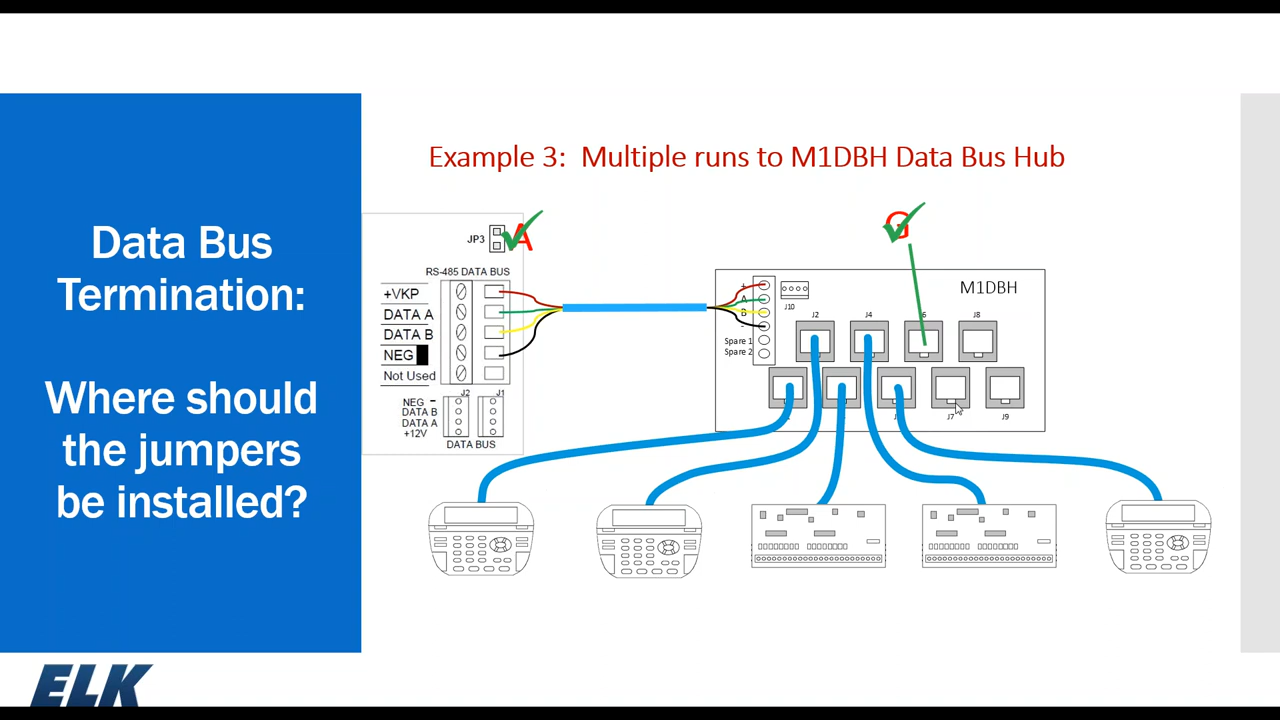 Data Bus
Termination:
Where should
the jumpers
be installed?
ELK
Example 3: Multiple runs to M1DBH Data Bus Hub
JP3
A
RS-485 DATA BUS
+VKP
DATA A
DATA B
NEG
Not Used
J2
J1
NEG –
DATA B
DATA A
+12V
DATA BUS
G
M1DBH
+
A
B
-
Spare 1
Spare 2
J10
J2
J4
J8
J7
J9